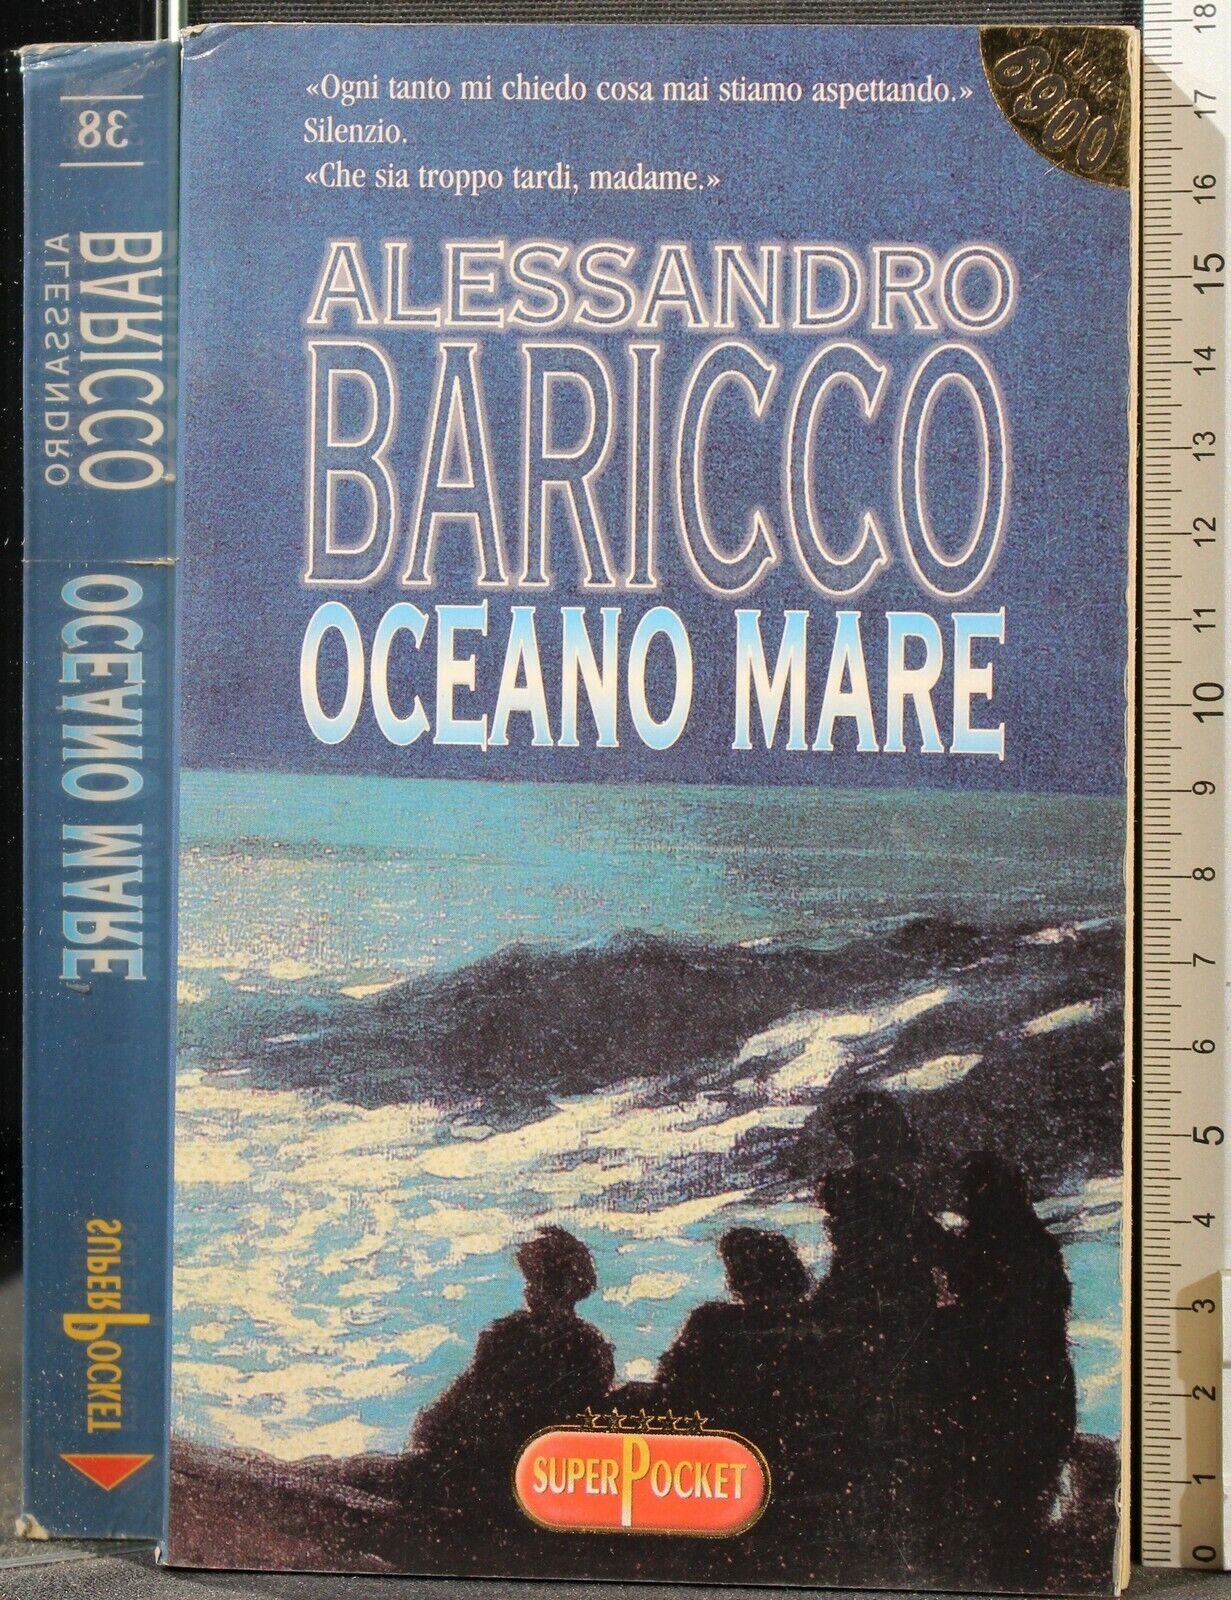 «Ogni tanto mi chiedo cosa mai stiamo aspettando.»
Silenzio.
«Che sia troppo tardi, madame.»
LIRE
6900
ALESSANDRO
BARICCO
OCEANO MARE
SUPERPOCKET
38
ALESSANDRO
BARICCO
OCEANO MARE
SUPERPOCKET
18
17
16
15
14
13
12
11
10
9
8
7
6
5
4
3
2
1
0